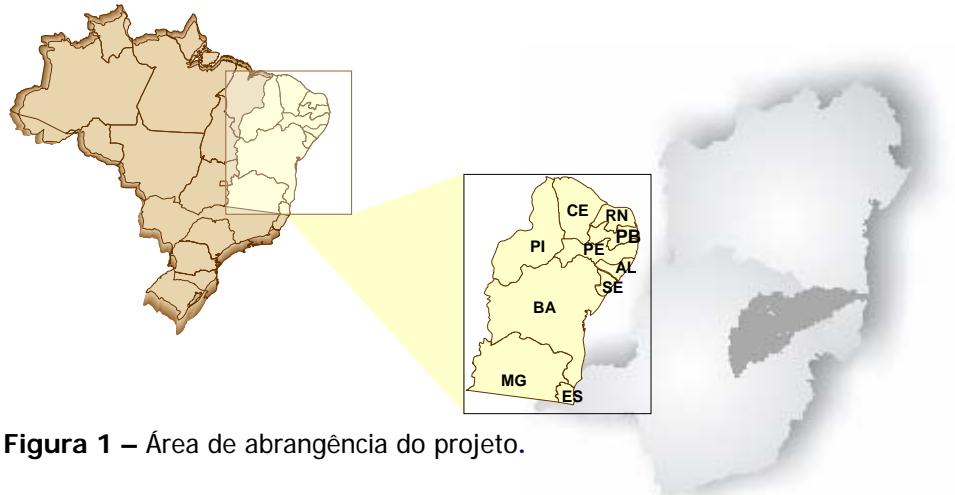 CE
RN
PB
PI
PE
AL
SE
BA
MG
ES
Figura 1 – Área de abrangência do projeto.